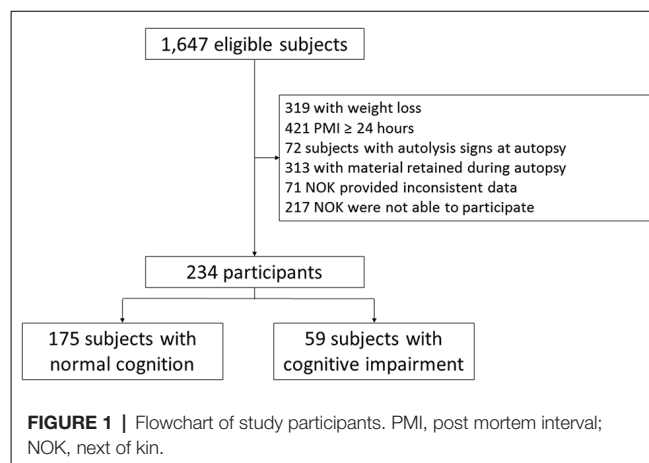 1,647 eligible subjects
319 with weight loss
421 PMI ≥ 24 hours
72 subjects with autolysis signs at autopsy
313 with material retained during autopsy
71 NOK provided inconsistent data
217 NOK were not able to participate
234 participants
175 subjects with
normal cognition
59 subjects with
cognitive impairment
FIGURE 1 | Flowchart of study participants. PMI, post mortem interval;
NOK, next of kin.